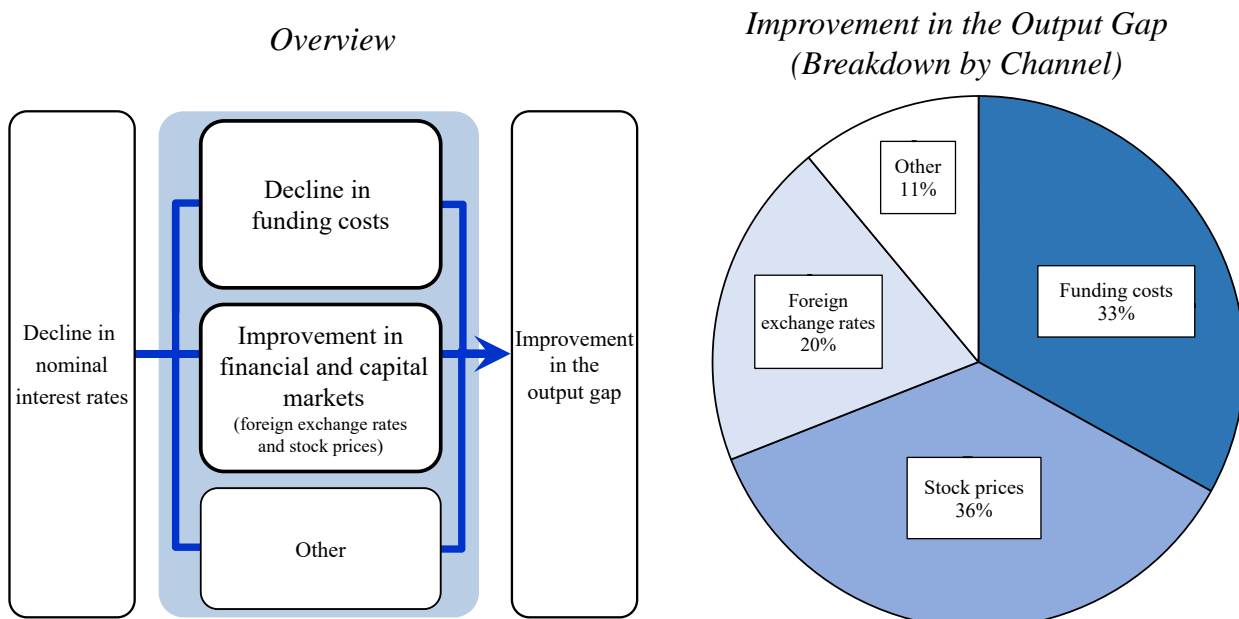 Overview
Decline in
nominal
interest rates
Decline in
funding costs
Improvement in
financial and capital
markets
(foreign exchange rates
and stock prices)
Other
Improvement
in the
output gap
Improvement in the Output Gap
(Breakdown by Channel)
Other
11%
Funding costs
33%
Foreign
exchange rates
20%
Stock prices
36%